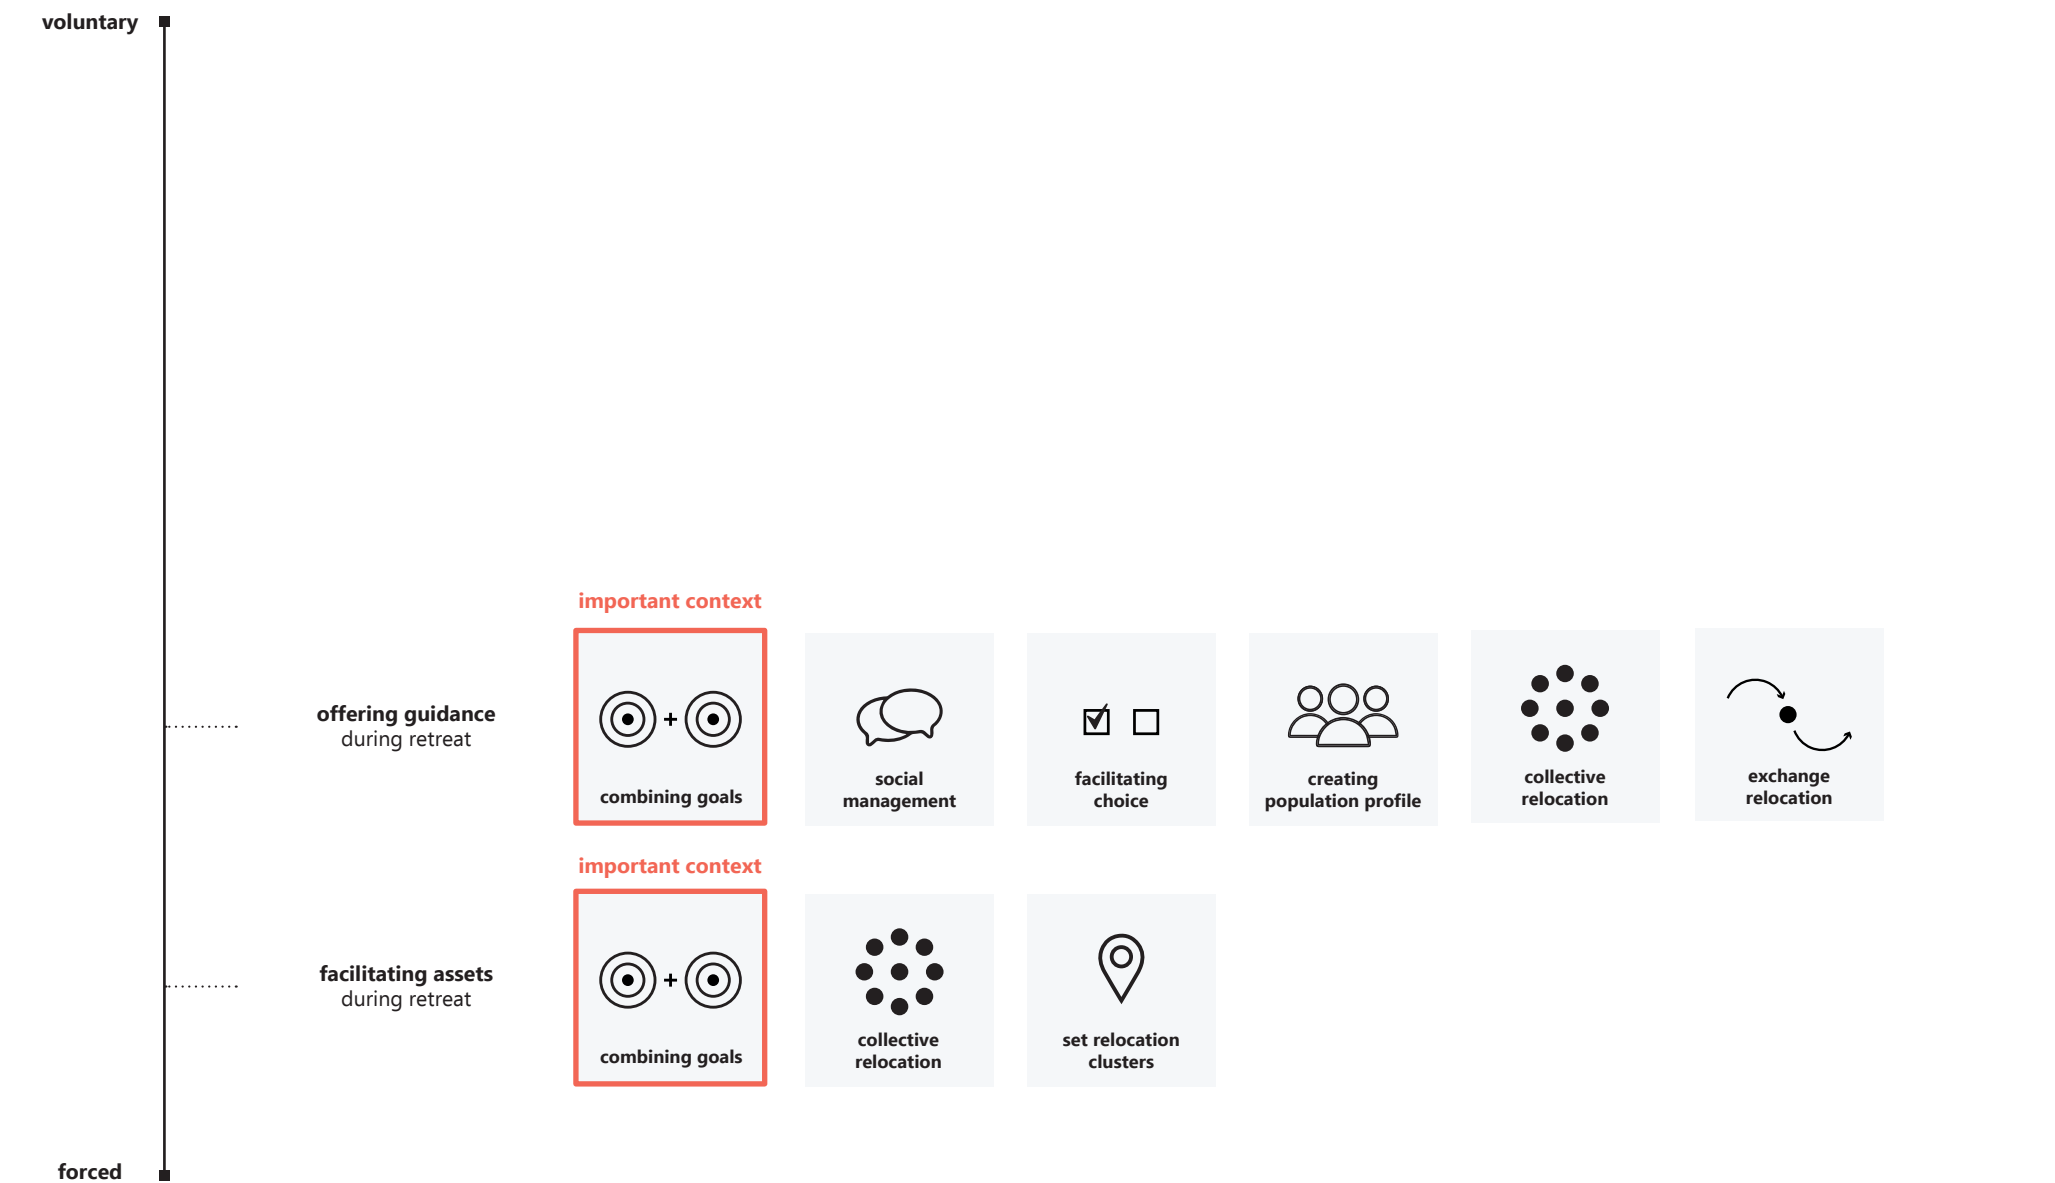 voluntary
important context
offering guidance
during retreat
combining goals
social
management
facilitating
choice
creating
population profile
collective
relocation
exchange
relocation
important context
facilitating assets
during retreat
combining goals
collective
relocation
set relocation
clusters
forced